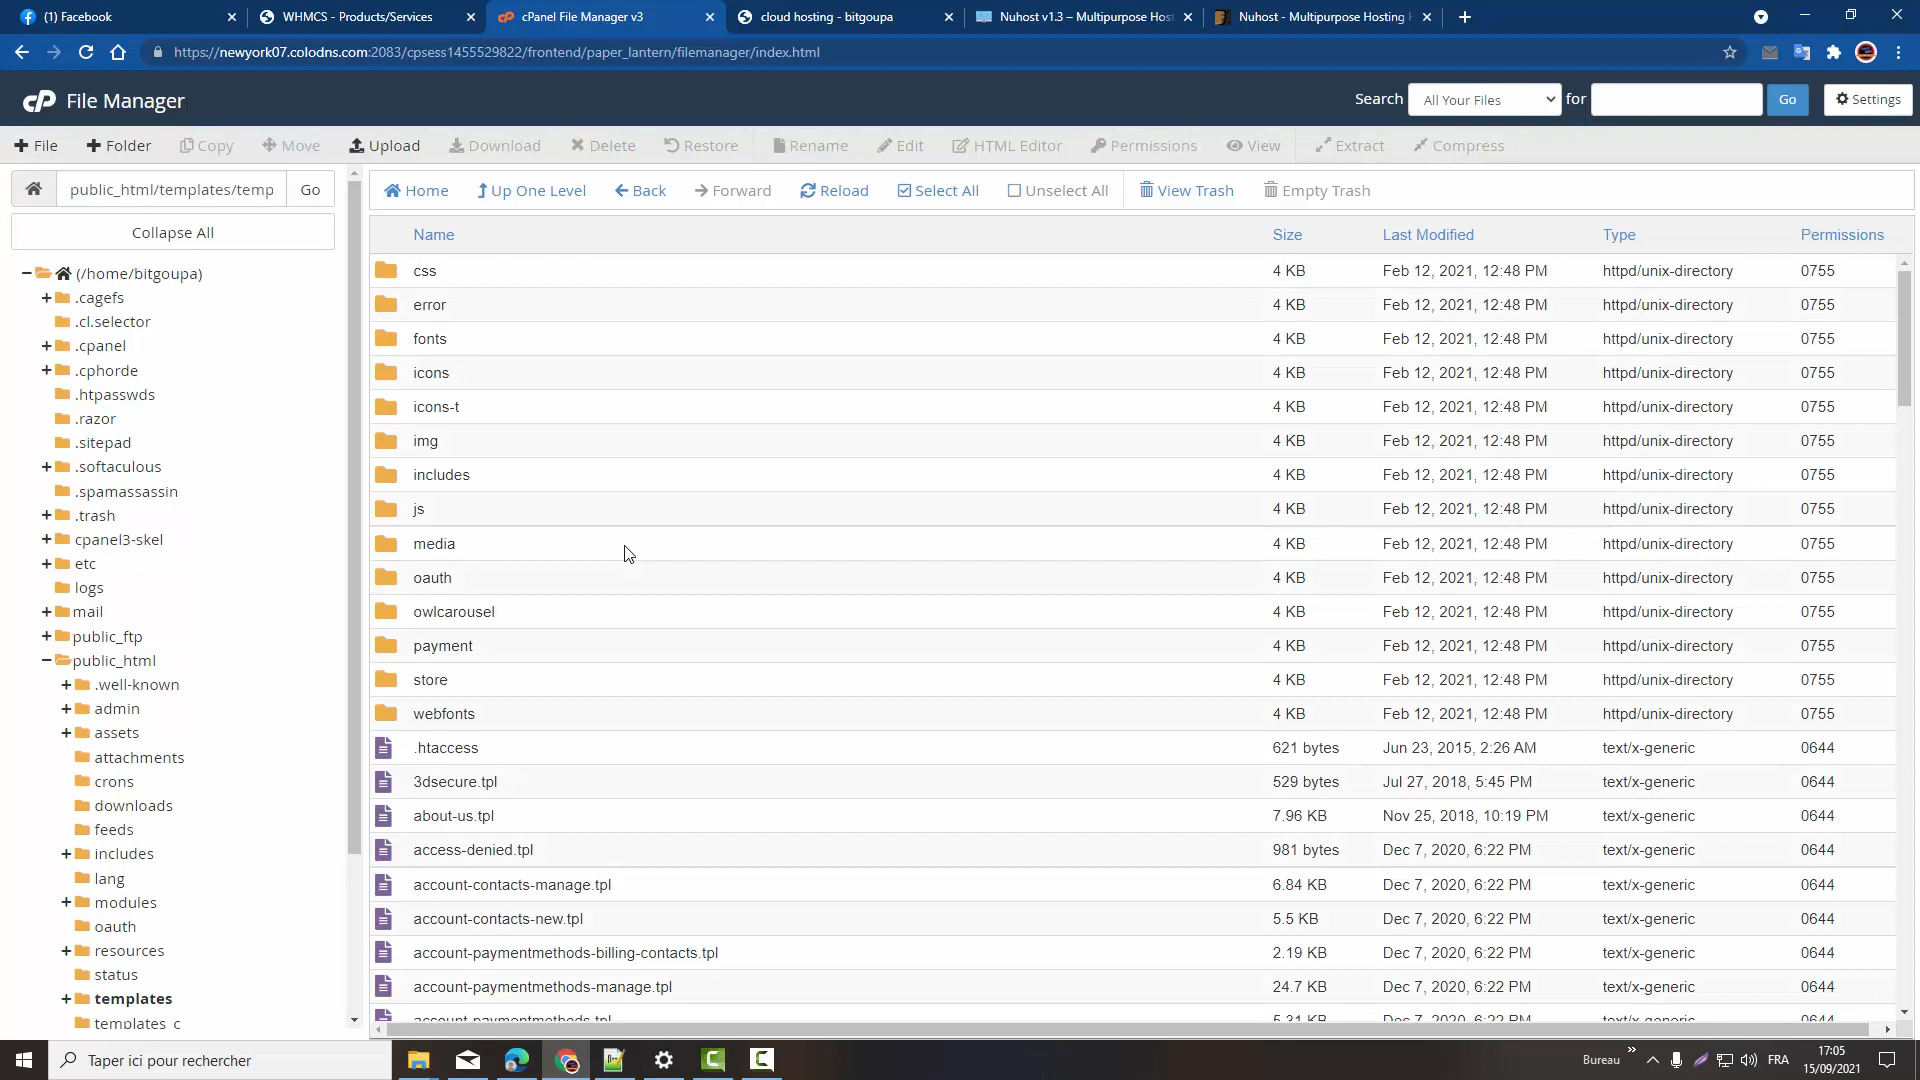 (1) Facebook
WHMCS - Products/Services
cPanel File Manager v3
cloud hosting - bitgoupa
Nuhost v1.3 – Multipurpose Hos
Nuhost - Multipurpose Hosting
https://newyork07.colodns.com:2083/cpsess1455529822/frontend/paper_lantern/filemanager/index.html
cP File Manager
Search All Your Files for Go Settings
File Folder Copy Move Upload Download Delete Restore Rename Edit HTML Editor Permissions View Extract Compress
public_html/templates/temp Go
Home Up One Level Back Forward Reload Select All Unselect All View Trash Empty Trash
Collapse All
(/home/bitgoupa)
.cagefs
.cl.selector
.cpanel
.cphorde
.htpasswds
.razor
.sitepad
.softaculous
.spamassassin
.trash
cpanel3-skel
etc
logs
mail
public_ftp
public_html
.well-known
admin
assets
attachments
crons
downloads
feeds
includes
lang
modules
oauth
resources
status
templates
templates_c
Name Size Last Modified Type Permissions
css 4 KB Feb 12, 2021, 12:48 PM httpd/unix-directory 0755
error 4 KB Feb 12, 2021, 12:48 PM httpd/unix-directory 0755
fonts 4 KB Feb 12, 2021, 12:48 PM httpd/unix-directory 0755
icons 4 KB Feb 12, 2021, 12:48 PM httpd/unix-directory 0755
icons-t 4 KB Feb 12, 2021, 12:48 PM httpd/unix-directory 0755
img 4 KB Feb 12, 2021, 12:48 PM httpd/unix-directory 0755
includes 4 KB Feb 12, 2021, 12:48 PM httpd/unix-directory 0755
js 4 KB Feb 12, 2021, 12:48 PM httpd/unix-directory 0755
media 4 KB Feb 12, 2021, 12:48 PM httpd/unix-directory 0755
oauth 4 KB Feb 12, 2021, 12:48 PM httpd/unix-directory 0755
owlcarousel 4 KB Feb 12, 2021, 12:48 PM httpd/unix-directory 0755
payment 4 KB Feb 12, 2021, 12:48 PM httpd/unix-directory 0755
store 4 KB Feb 12, 2021, 12:48 PM httpd/unix-directory 0755
webfonts 4 KB Feb 12, 2021, 12:48 PM httpd/unix-directory 0755
.htaccess 621 bytes Jun 23, 2015, 2:26 AM text/x-generic 0644
3dsecure.tpl 529 bytes Jul 27, 2018, 5:45 PM text/x-generic 0644
about-us.tpl 7.96 KB Nov 25, 2018, 10:19 PM text/x-generic 0644
access-denied.tpl 981 bytes Dec 7, 2020, 6:22 PM text/x-generic 0644
account-contacts-manage.tpl 6.84 KB Dec 7, 2020, 6:22 PM text/x-generic 0644
account-contacts-new.tpl 5.5 KB Dec 7, 2020, 6:22 PM text/x-generic 0644
account-paymentmethods-billing-contacts.tpl 2.19 KB Dec 7, 2020, 6:22 PM text/x-generic 0644
account-paymentmethods-manage.tpl 24.7 KB Dec 7, 2020, 6:22 PM text/x-generic 0644
account-paymentmethods.tpl 5.31 KB Dec 7, 2020, 6:22 PM text/x-generic 0644
Taper ici pour rechercher
Bureau
FRA
17:05
15/09/2021